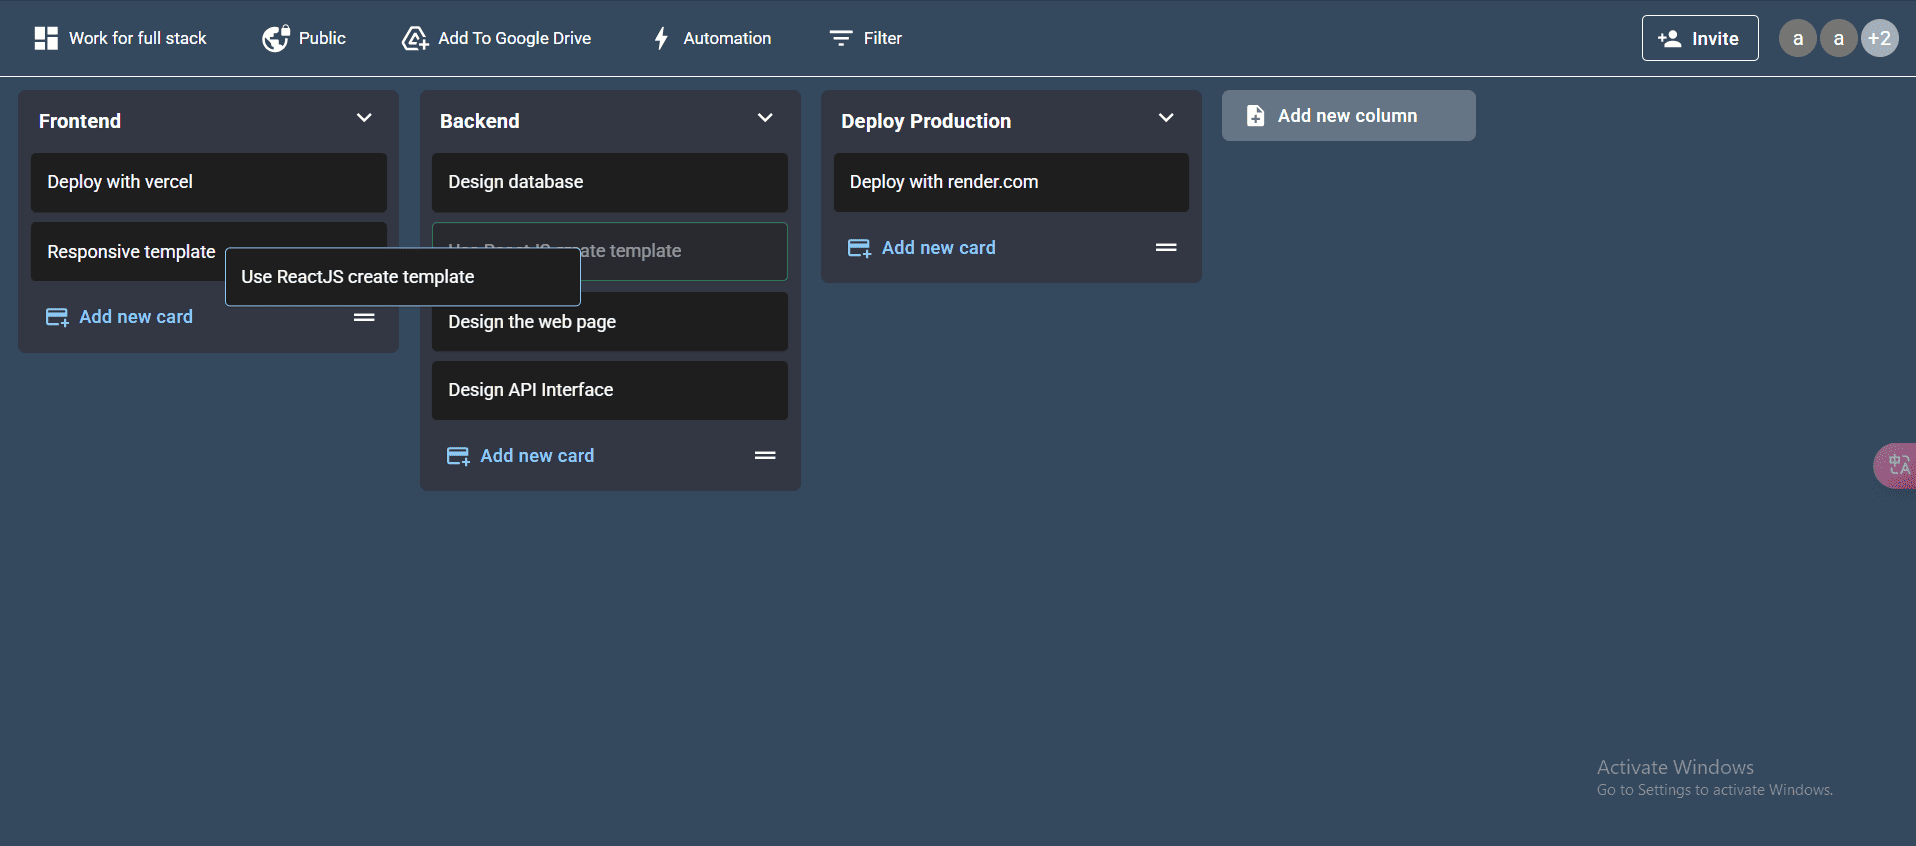 Work for full stack
Public
Add To Google Drive
Automation
Filter
Invite
a
a
+2
Frontend
Deploy with vercel
Responsive template
Add new card
Backend
Design database
ate template
Use ReactJS create template
Design the web page
Design API Interface
Add new card
Deploy Production
Deploy with render.com
Add new card
Add new column
中A
Activate Windows
Go to Settings to activate Windows.